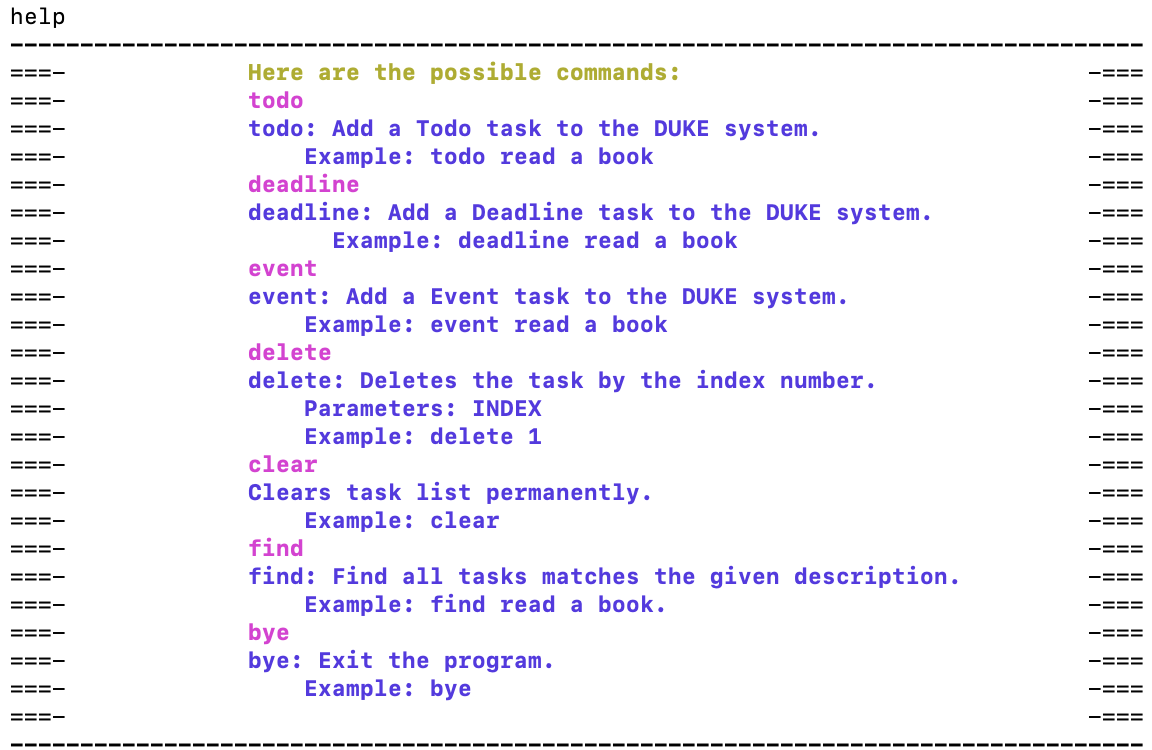 help
---------------------------------------------------------------------------------
===- Here are the possible commands: -===
===- todo -===
===- todo: Add a Todo task to the DUKE system. -===
===- Example: todo read a book -===
===- deadline -===
===- deadline: Add a Deadline task to the DUKE system. -===
===- Example: deadline read a book -===
===- event -===
===- event: Add a Event task to the DUKE system. -===
===- Example: event read a book -===
===- delete -===
===- delete: Deletes the task by the index number. -===
===- Parameters: INDEX -===
===- Example: delete 1 -===
===- clear -===
===- Clears task list permanently. -===
===- Example: clear -===
===- find -===
===- find: Find all tasks matches the given description. -===
===- Example: find read a book. -===
===- bye -===
===- bye: Exit the program. -===
===- Example: bye -===
===- -===
---------------------------------------------------------------------------------